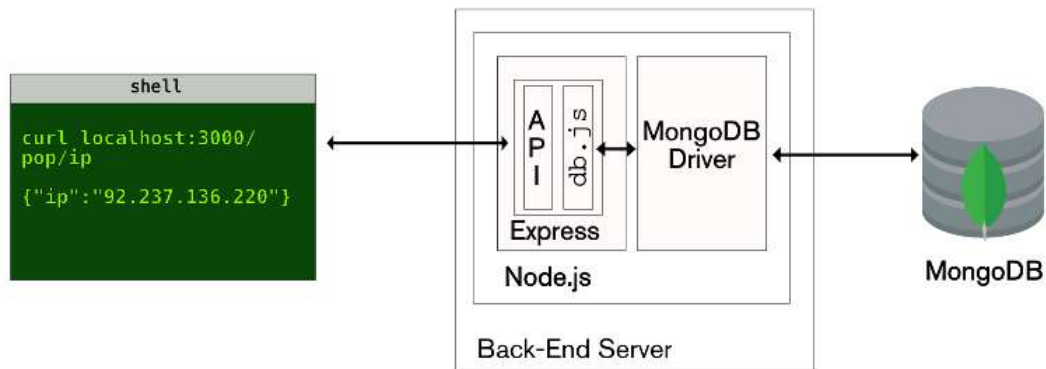 shell
curl localhost:3000/
pop/ip
{"ip":"92.237.136.220"}
API
db.js
Express
MongoDB
Driver
Node.js
Back-End Server
MongoDB